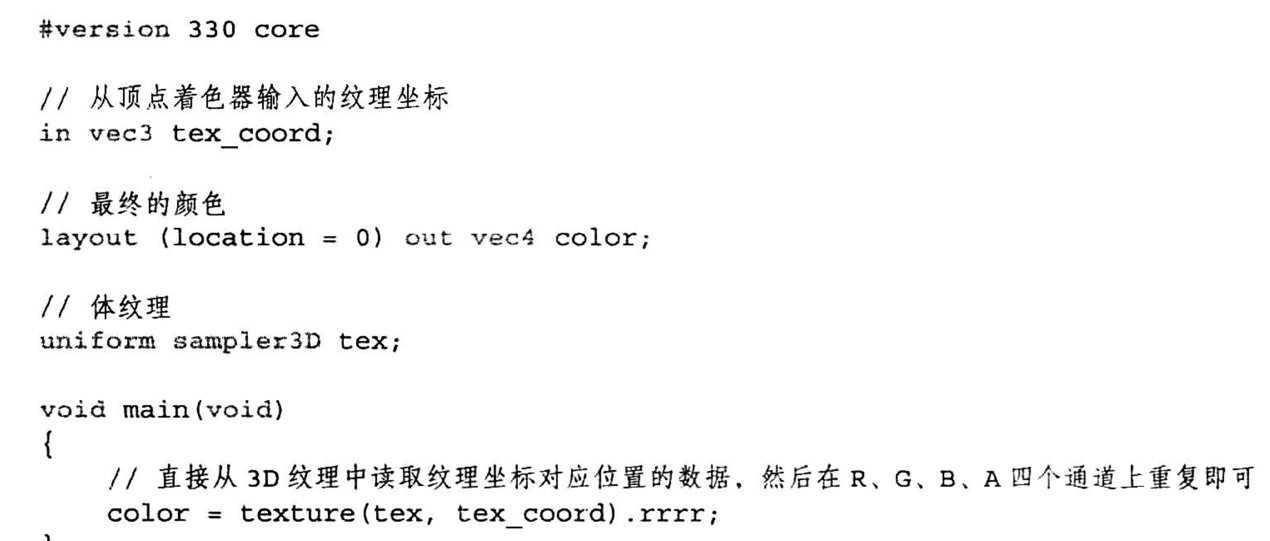 #version 330 core
// 从顶点着色器输入的纹理坐标
in vec3 tex_coord;
// 最终的颜色
layout (location = 0) out vec4 color;
// 体纹理
uniform sampler3D tex;
void main(void)
{
// 直接从 3D 纹理中读取纹理坐标对应位置的数据，然后在 R、G、B、A 四个通道上重复即可
color = texture(tex, tex_coord).rrrr;
}